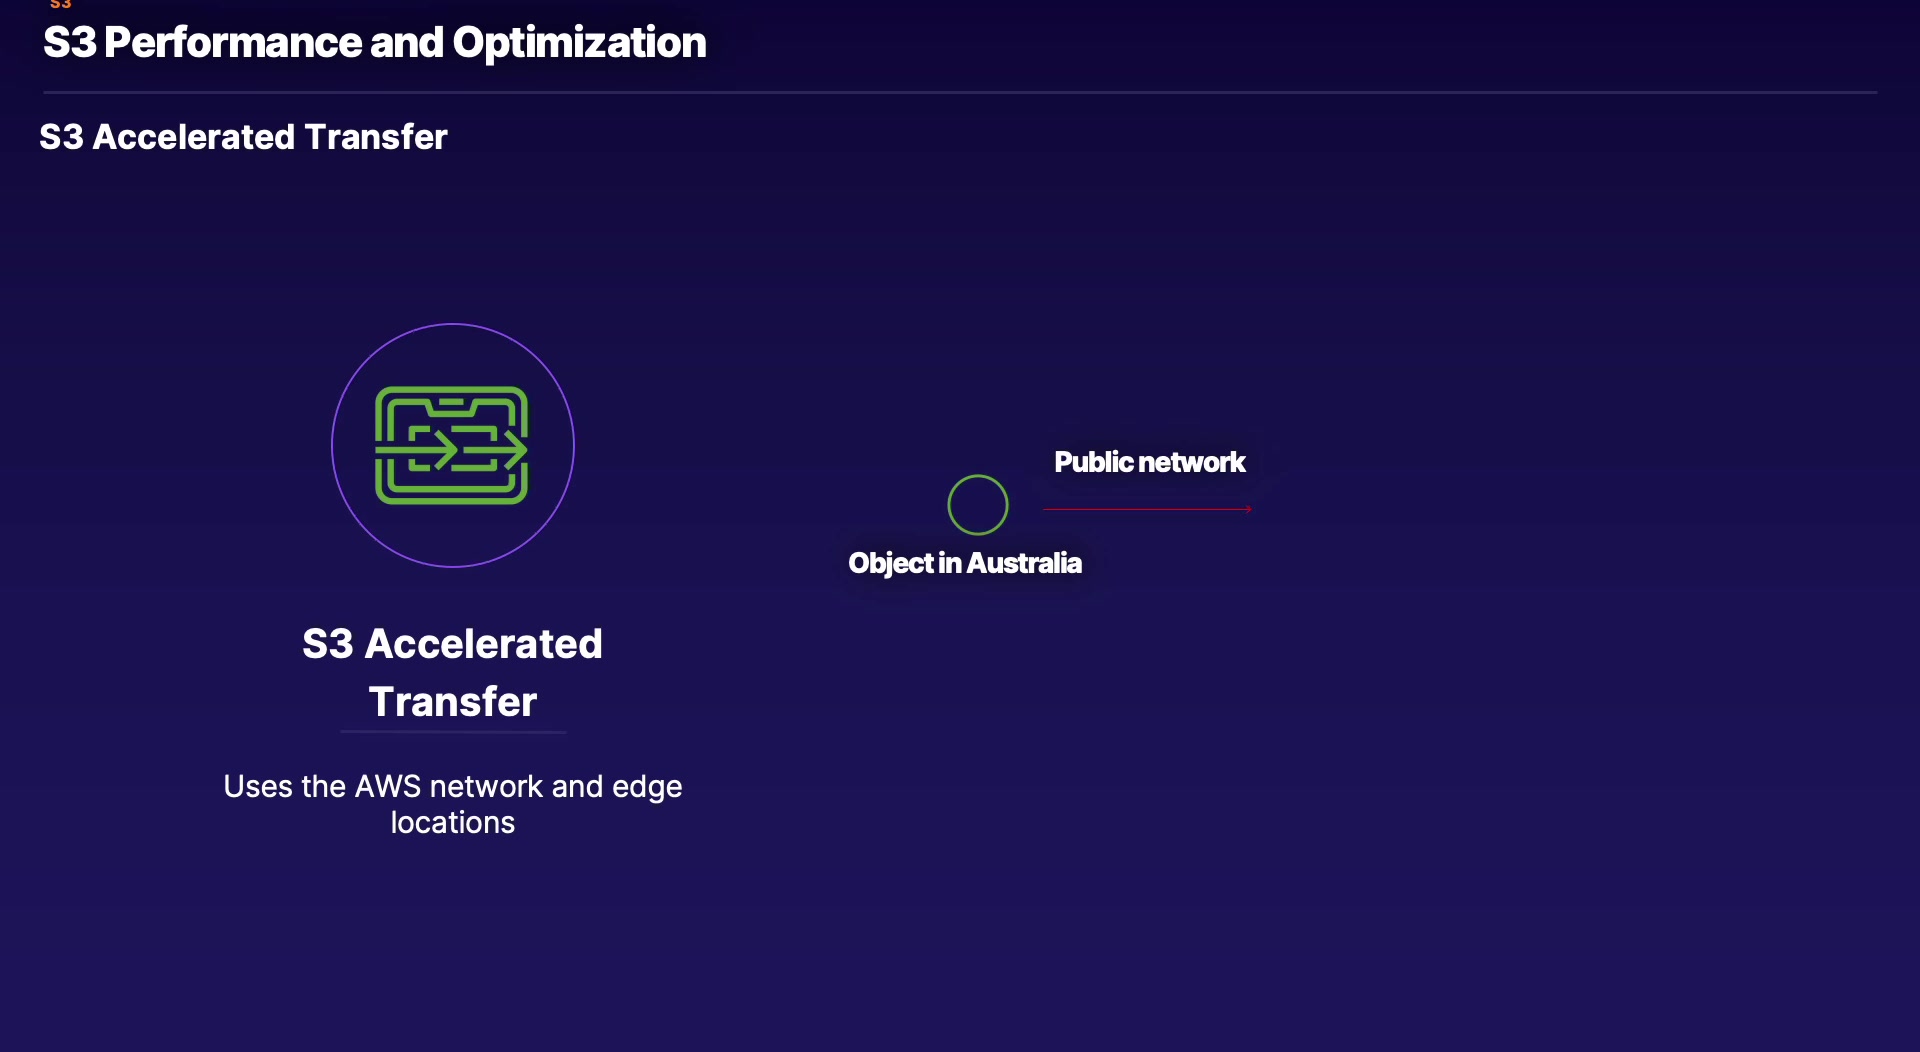 S3
S3 Performance and Optimization
S3 Accelerated Transfer
Public network
Object in Australia
S3 Accelerated
Transfer
Uses the AWS network and edge
locations